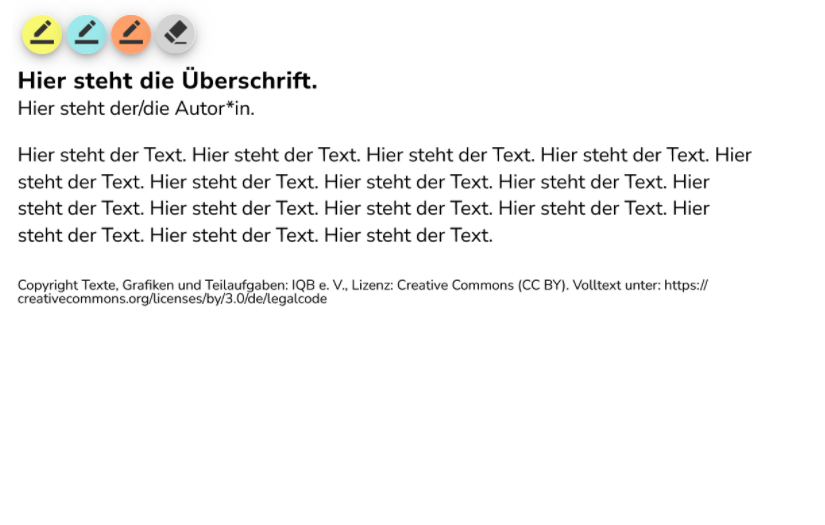 Hier steht die Überschrift.
Hier steht der/die Autor*in.
Hier steht der Text. Hier steht der Text. Hier steht der Text. Hier steht der Text. Hier
steht der Text. Hier steht der Text. Hier steht der Text. Hier steht der Text. Hier
steht der Text. Hier steht der Text. Hier steht der Text. Hier steht der Text. Hier
steht der Text. Hier steht der Text. Hier steht der Text.
Copyright Texte, Grafiken und Teilaufgaben: IQB e. V., Lizenz: Creative Commons (CC BY). Volltext unter: https://
creativecommons.org/licenses/by/3.0/de/legalcode